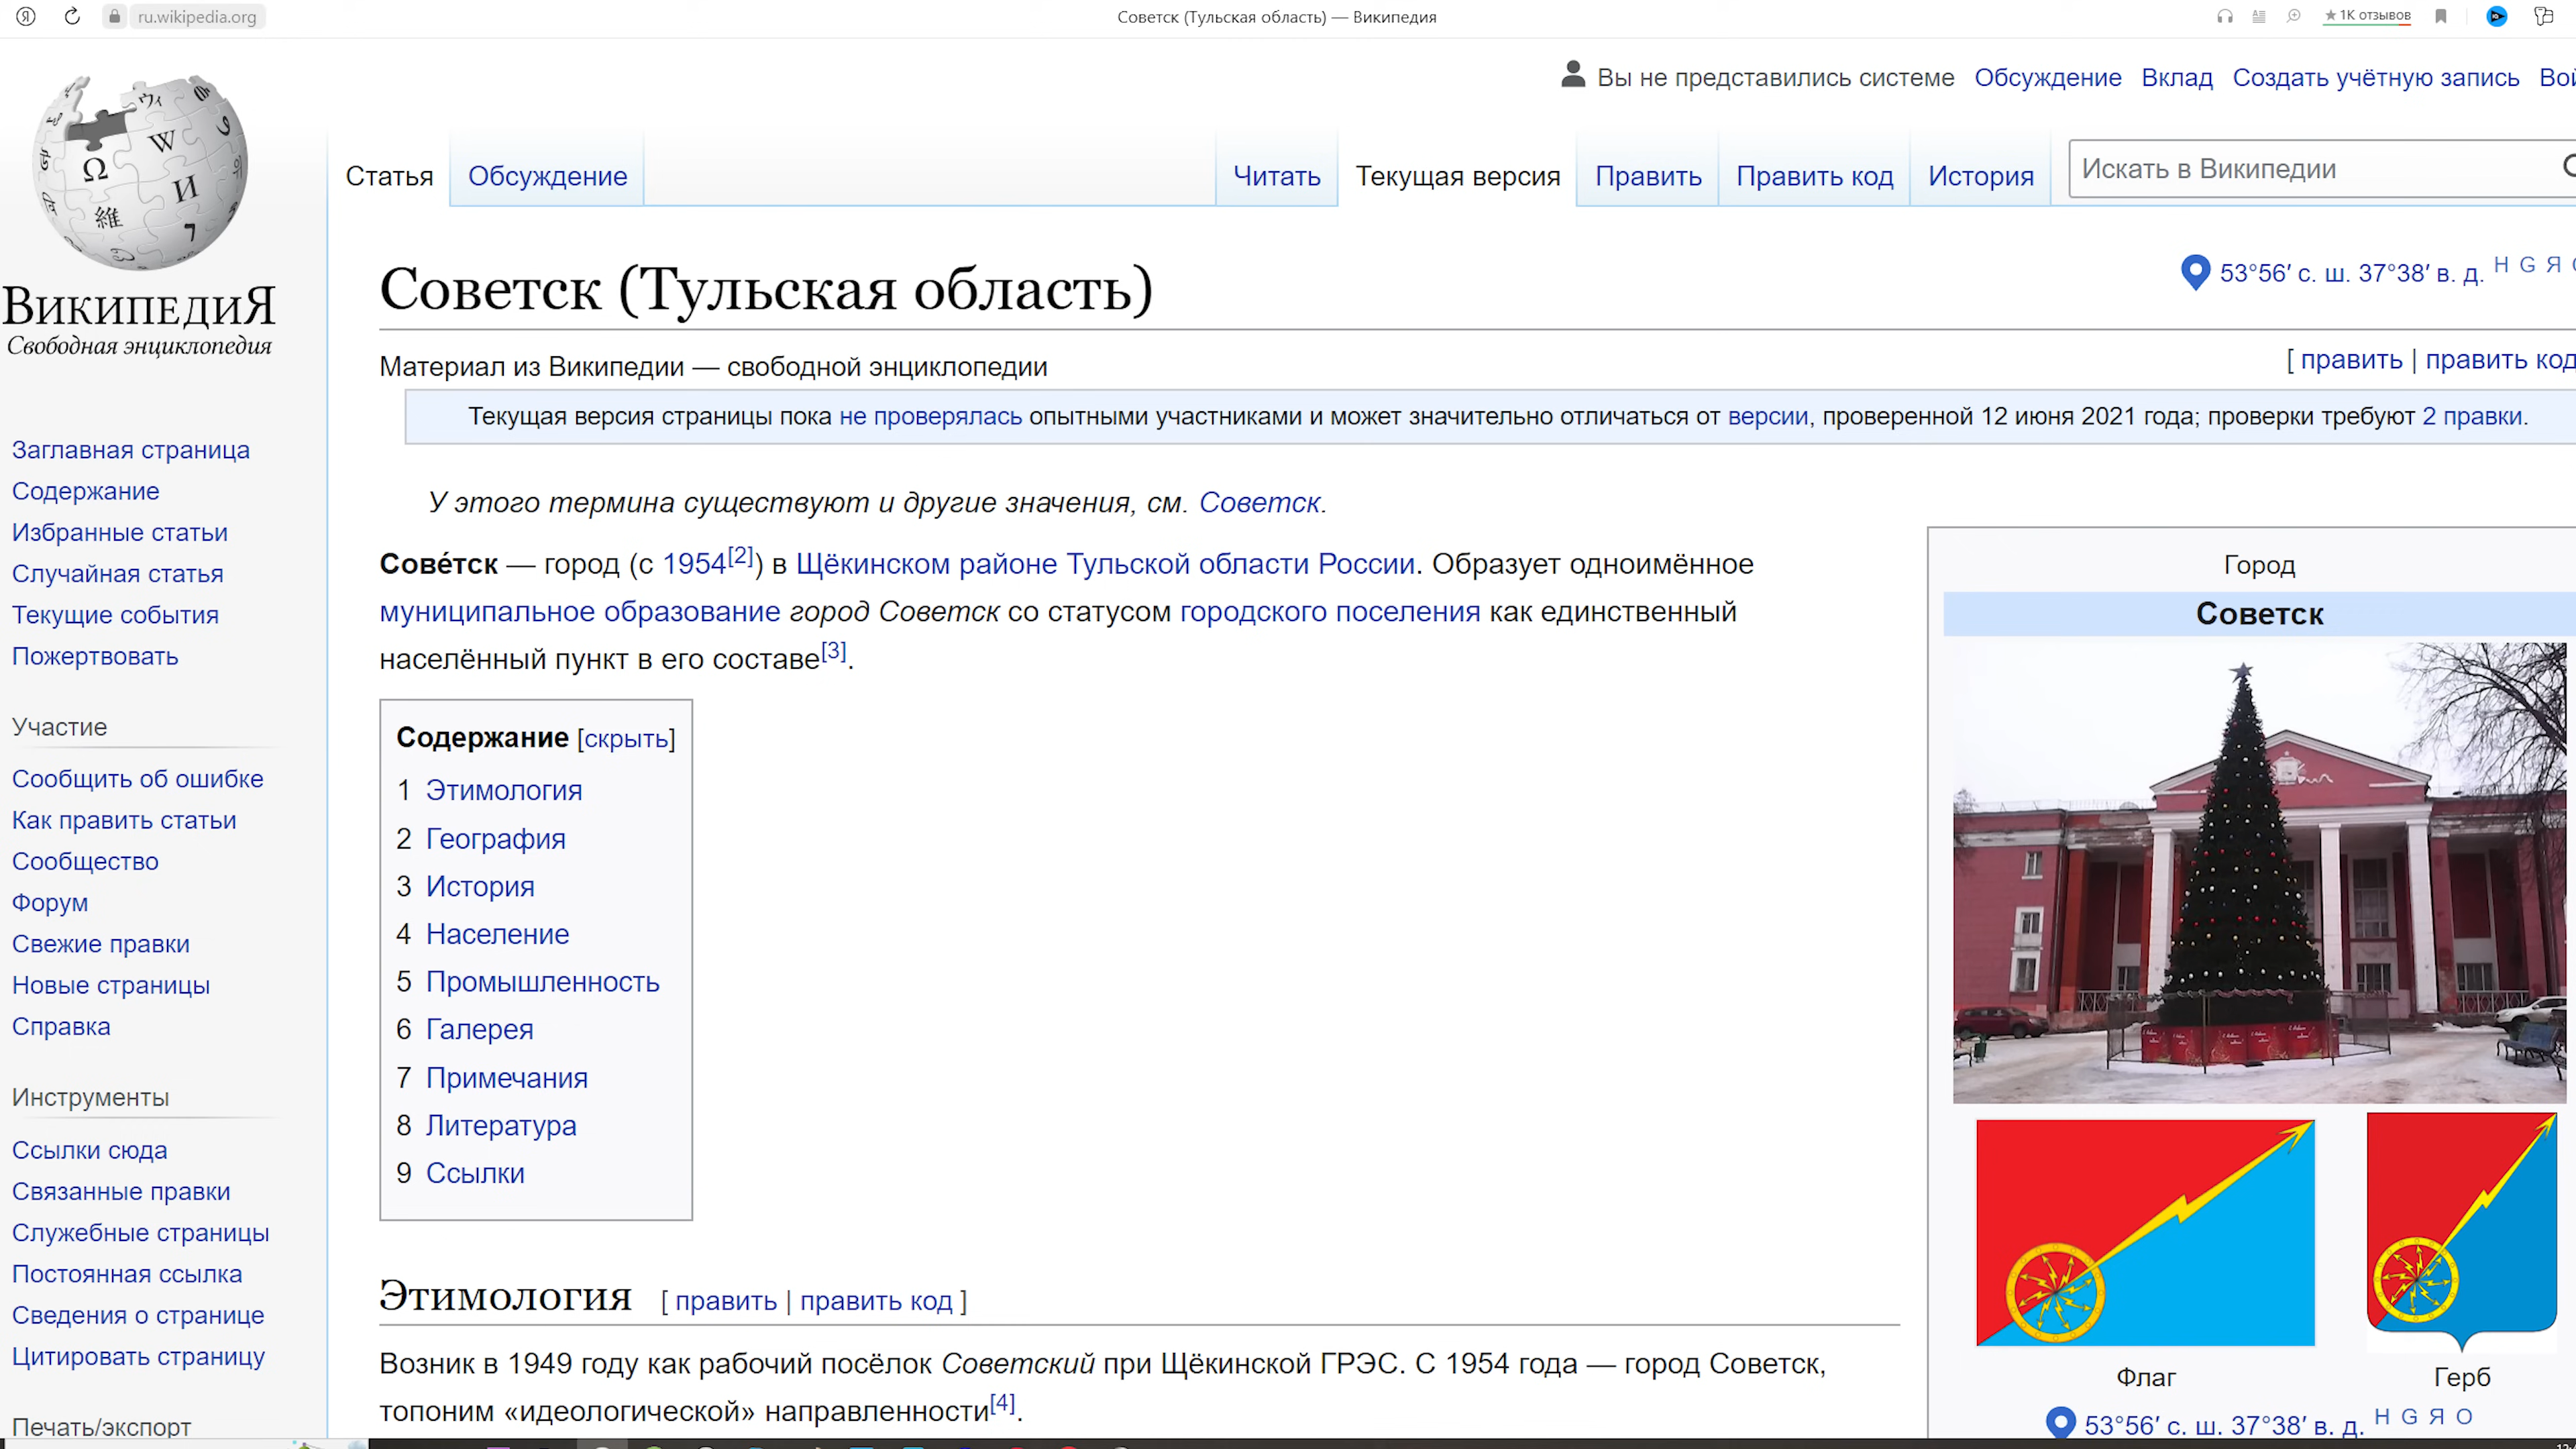 ru.wikipedia.org
Советск (Тульская область) — Википедия
1К отзывов
Вы не представились системе Обсуждение Вклад Создать учётную запись
Статья Обсуждение Читать Текущая версия Править Править код История Искать в Википедии
ВИКИПЕДИЯ
Свободная энциклопедия
Советск (Тульская область)
53°56′ с. ш. 37°38′ в. д. H G Я
Материал из Википедии — свободной энциклопедии
[ править | править код
Текущая версия страницы пока не проверялась опытными участниками и может значительно отличаться от версии, проверенной 12 июня 2021 года; проверки требуют 2 правки.
У этого термина существуют и другие значения, см. Советск.
Сове́тск — город (с 1954[2]) в Щёкинском районе Тульской области России. Образует одноимённое
муниципальное образование город Советск со статусом городского поселения как единственный
населённый пункт в его составе[3].
Содержание [скрыть]
1 Этимология
2 География
3 История
4 Население
5 Промышленность
6 Галерея
7 Примечания
8 Литература
9 Ссылки
Этимология [ править | править код ]
Возник в 1949 году как рабочий посёлок Советский при Щёкинской ГРЭС. С 1954 года — город Советск,
топоним «идеологической» направленности[4].
Заглавная страница
Содержание
Избранные статьи
Случайная статья
Текущие события
Пожертвовать
Участие
Сообщить об ошибке
Как править статьи
Сообщество
Форум
Свежие правки
Новые страницы
Справка
Инструменты
Ссылки сюда
Связанные правки
Служебные страницы
Постоянная ссылка
Сведения о странице
Цитировать страницу
Печать/экспорт
Город
Советск
Флаг
Герб
53°56′ с. ш. 37°38′ в. д. H G Я O